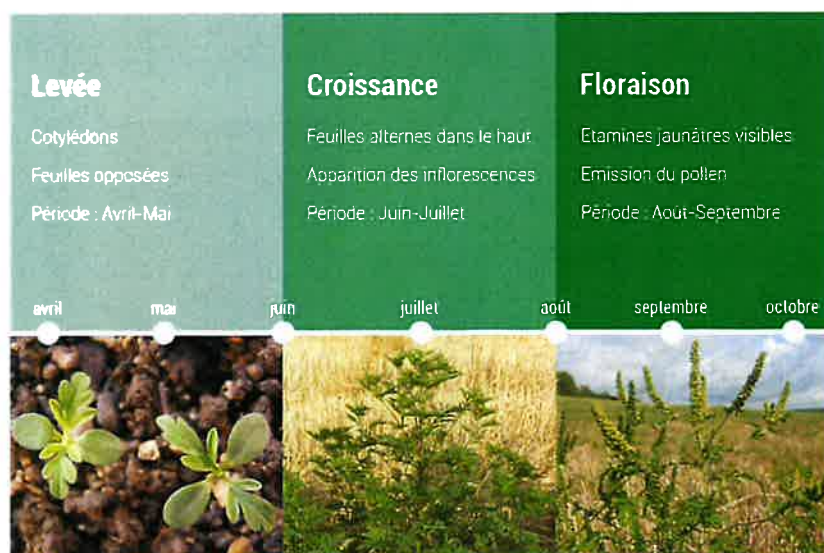 Levée
Cotylédons
Feuilles opposées
Période : Avril-Mai
Croissance
Feuilles alternes dans le haut
Apparition des inflorescences
Période : Juin-Juillet
Floraison
Etamines jaunâtres visibles
Emission du pollen
Période : Août-Septembre
avril mai juin juillet août septembre octobre